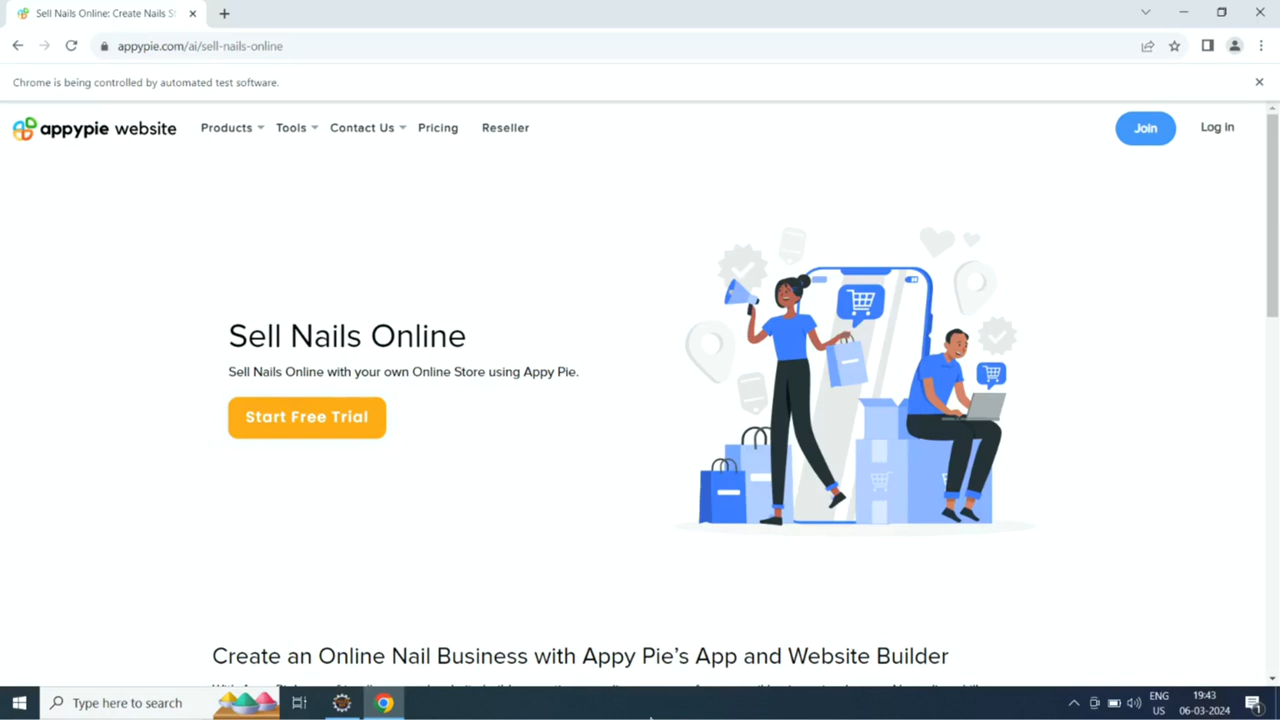 Sell Nails Online: Create Nails S
appypie.com/ai/sell-nails-online
Chrome is being controlled by automated test software.
appypie website
Products
Tools
Contact Us
Pricing
Reseller
Join
Log in
Sell Nails Online
Sell Nails Online with your own Online Store using Appy Pie.
Start Free Trial
Create an Online Nail Business with Appy Pie's App and Website Builder
Type here to search
ENG
US
19:43
06-03-2024
1